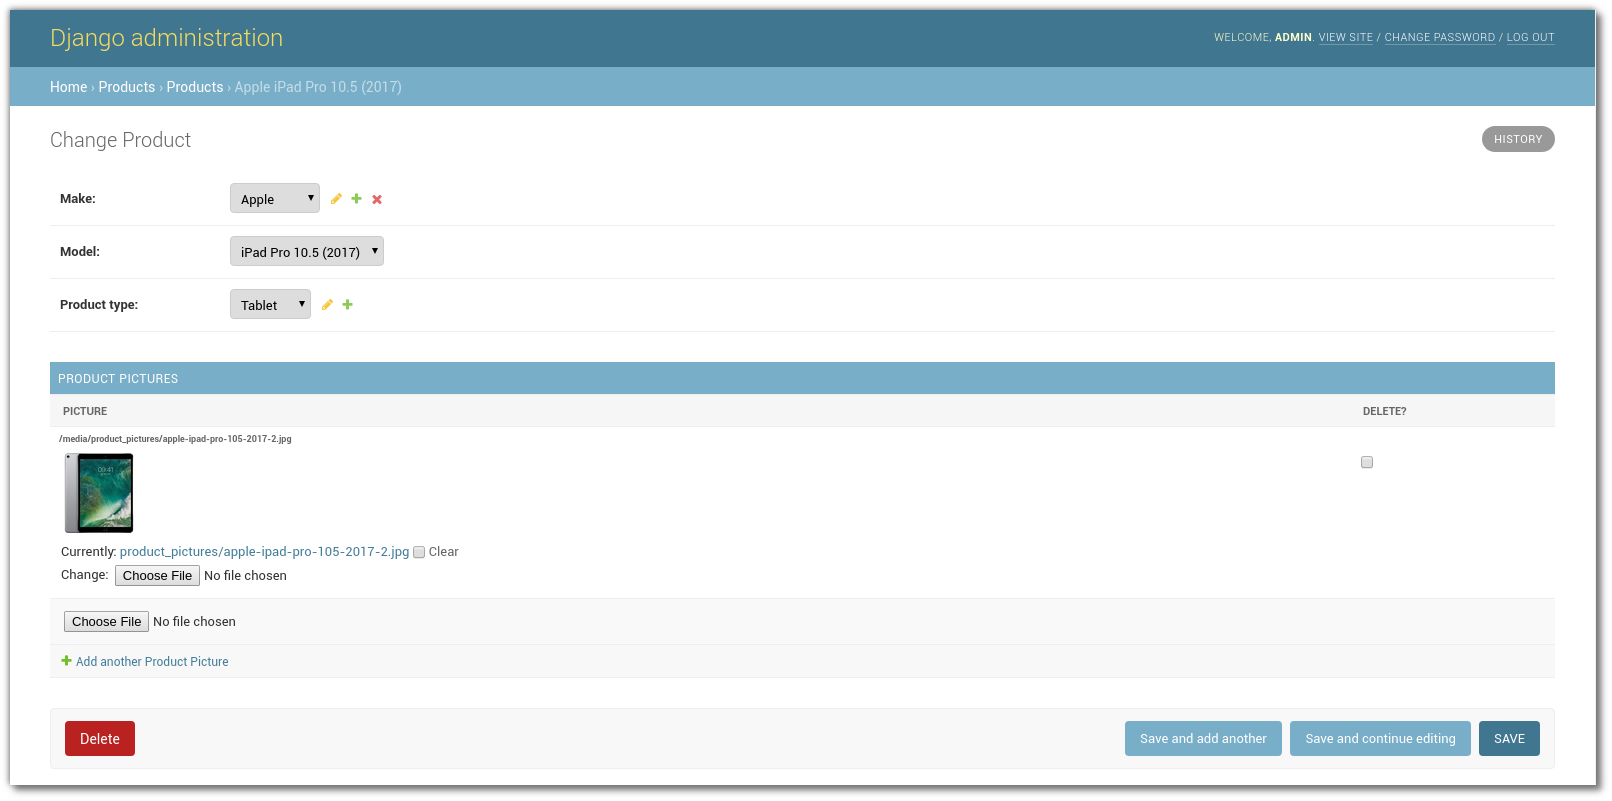 Django administration
WELCOME, ADMIN. VIEW SITE / CHANGE PASSWORD / LOG OUT
Home › Products › Products › Apple iPad Pro 10.5 (2017)
Change Product
HISTORY
Make: Apple
Model: iPad Pro 10.5 (2017)
Product type: Tablet
PRODUCT PICTURES
PICTURE DELETE?
/media/product_pictures/apple-ipad-pro-105-2017-2.jpg
09:41
Currently: product_pictures/apple-ipad-pro-105-2017-2.jpg Clear
Change: Choose File No file chosen
Choose File No file chosen
Add another Product Picture
Delete Save and add another Save and continue editing SAVE